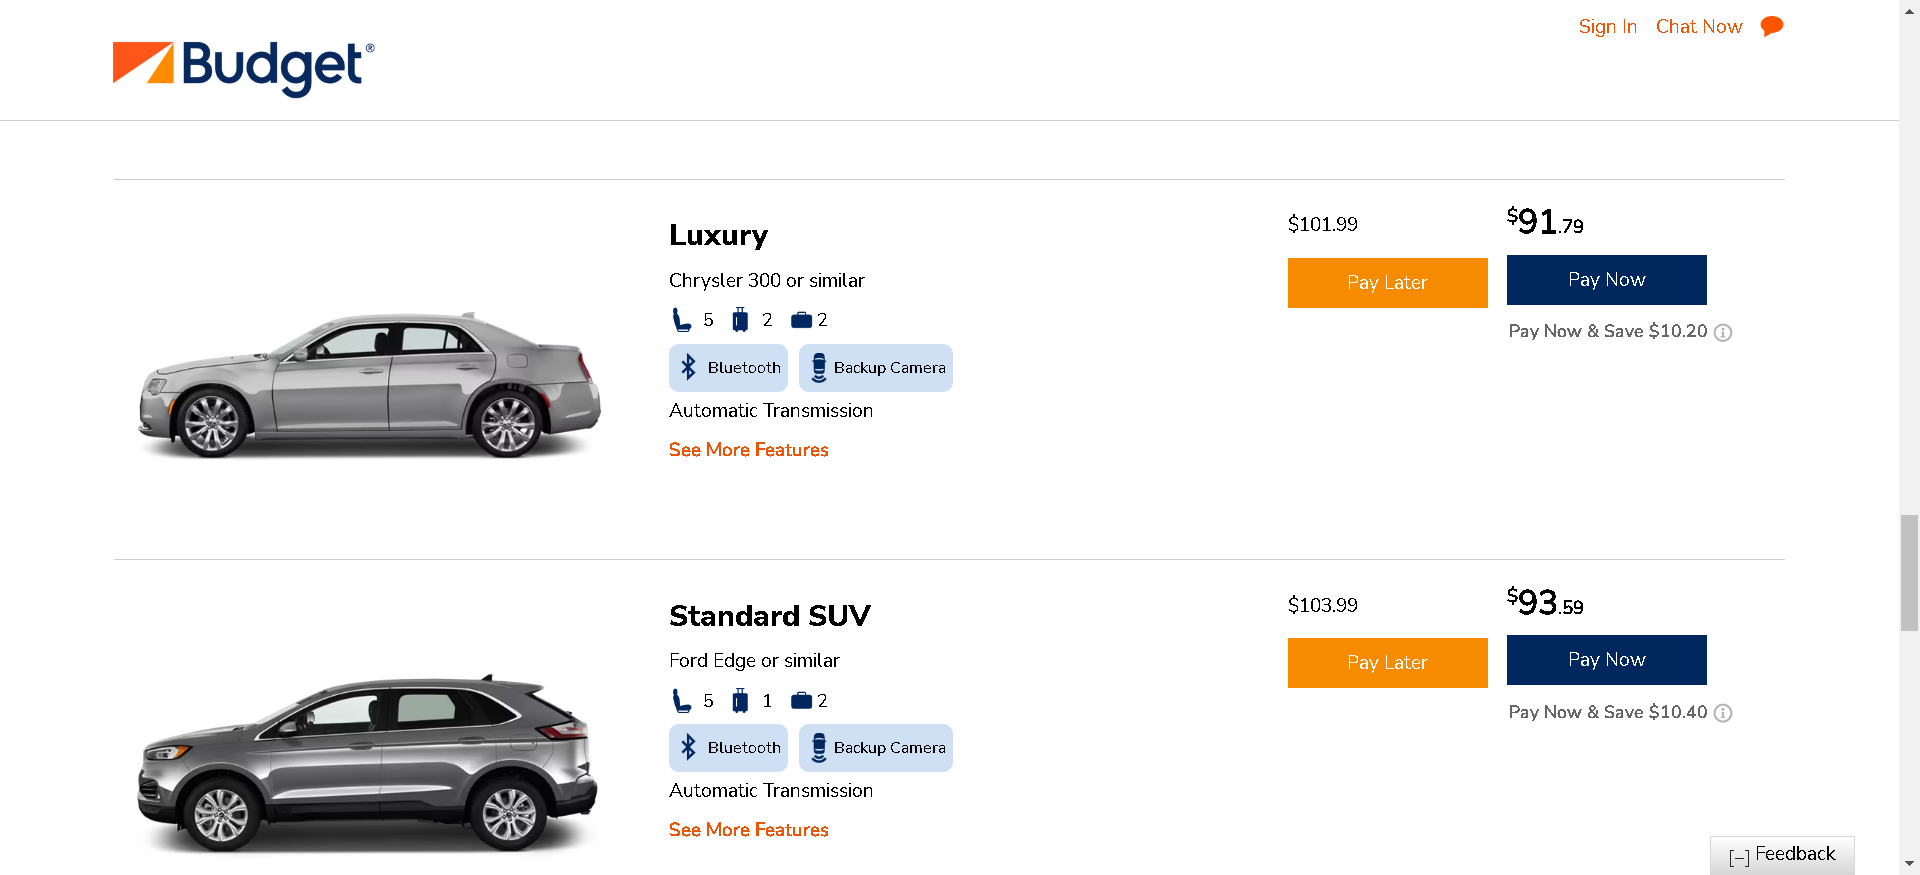 Sign In Chat Now
Budget®
Luxury
$101.99
$91.79
Chrysler 300 or similar
Pay Later
Pay Now
5 2 2
Pay Now & Save $10.20
Bluetooth
Backup Camera
Automatic Transmission
See More Features
Standard SUV
$103.99
$93.59
Ford Edge or similar
Pay Later
Pay Now
5 1 2
Pay Now & Save $10.40
Bluetooth
Backup Camera
Automatic Transmission
See More Features
[–] Feedback